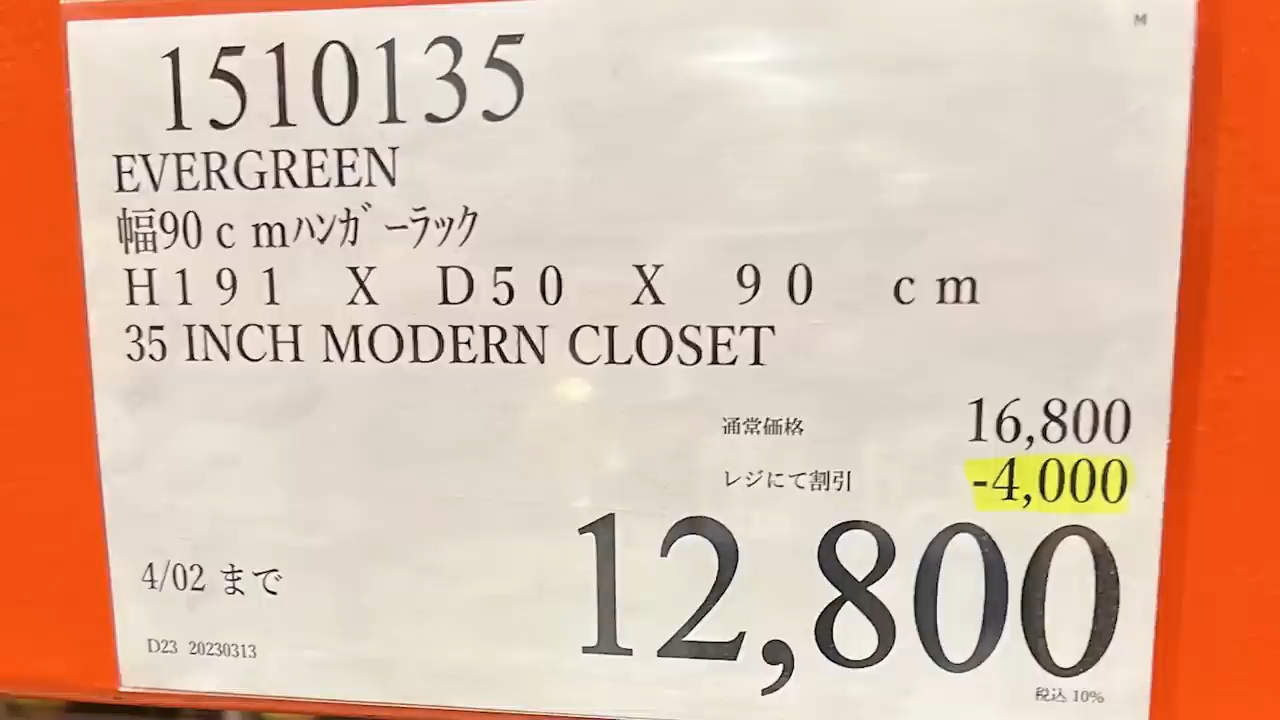 M
1510135
EVERGREEN
幅90ｃｍﾊﾝｶﾞｰﾗｯｸ
Ｈ１９１　Ｘ　Ｄ５０　Ｘ　９０　ｃｍ
35 INCH MODERN CLOSET
通常価格 16,800
レジにて割引 -4,000
12,800
4/02 まで
D23 20230313
税込 10%